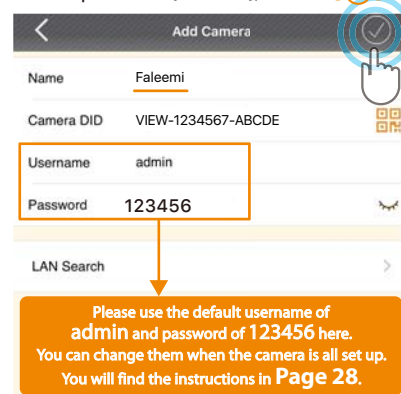 Add Camera
Name Faleemi
Camera DID VIEW-1234567-ABCDE
Username admin
Password 123456
LAN Search
Please use the default username of
admin and password of 123456 here.
You can change them when the camera is all set up.
You will find the instructions in Page 28.